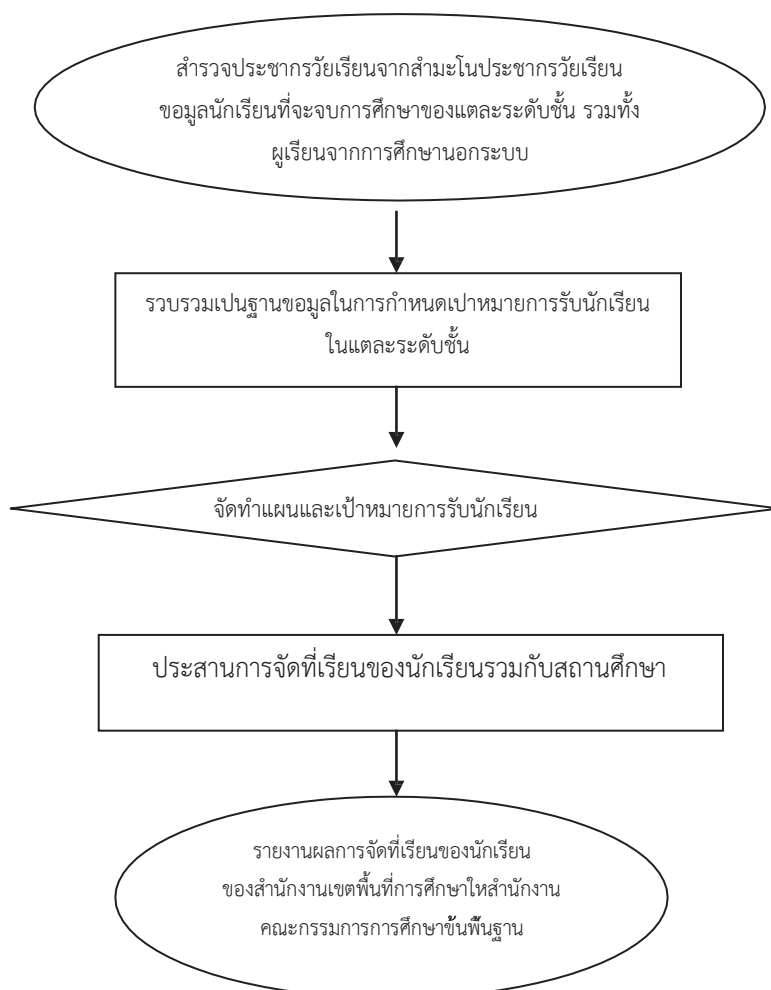 สำรวจประชากรวัยเรียนจากสำมะโนประชากรวัยเรียน
ขอมูลนักเรียนที่จะจบการศึกษาของแตละระดับชั้น รวมทั้ง
ผูเรียนจากการศึกษานอกระบบ
รวบรวมเปนฐานขอมูลในการกำหนดเปาหมายการรับนักเรียน
ในแตละระดับชั้น
จัดทำแผนและเป้าหมายการรับนักเรียน
ประสานการจัดที่เรียนของนักเรียนรวมกับสถานศึกษา
รายงานผลการจัดที่เรียนของนักเรียน
ของสำนักงานเขตพื้นที่การศึกษาใหสำนักงาน
คณะกรรมการการศึกษาขั้นพื้นฐาน